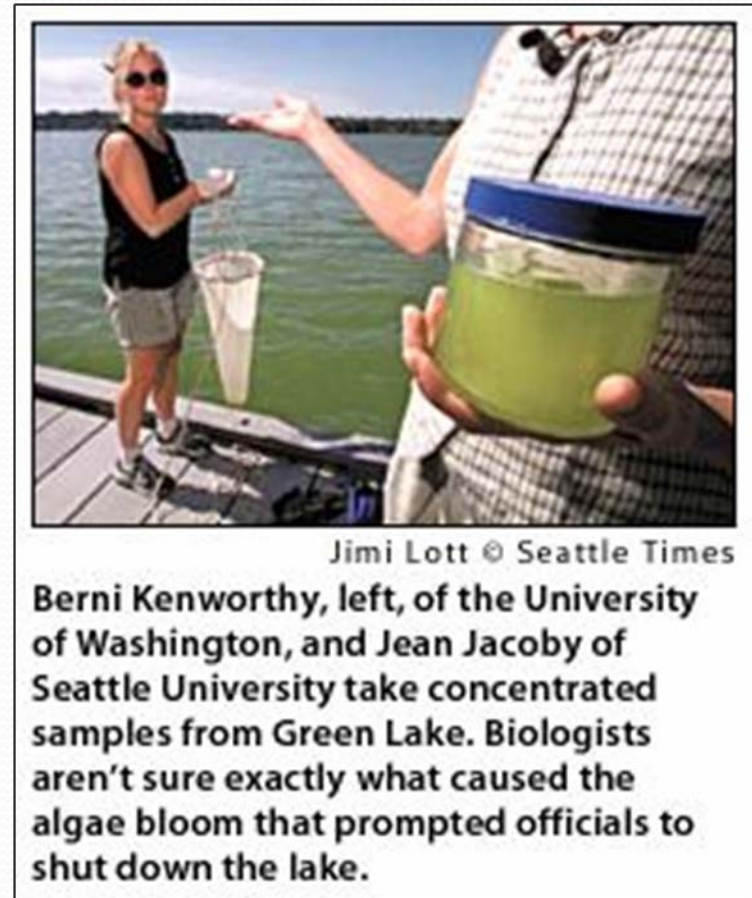 Jimi Lott © Seattle Times
Berni Kenworthy, left, of the University
of Washington, and Jean Jacoby of
Seattle University take concentrated
samples from Green Lake. Biologists
aren't sure exactly what caused the
algae bloom that prompted officials to
shut down the lake.